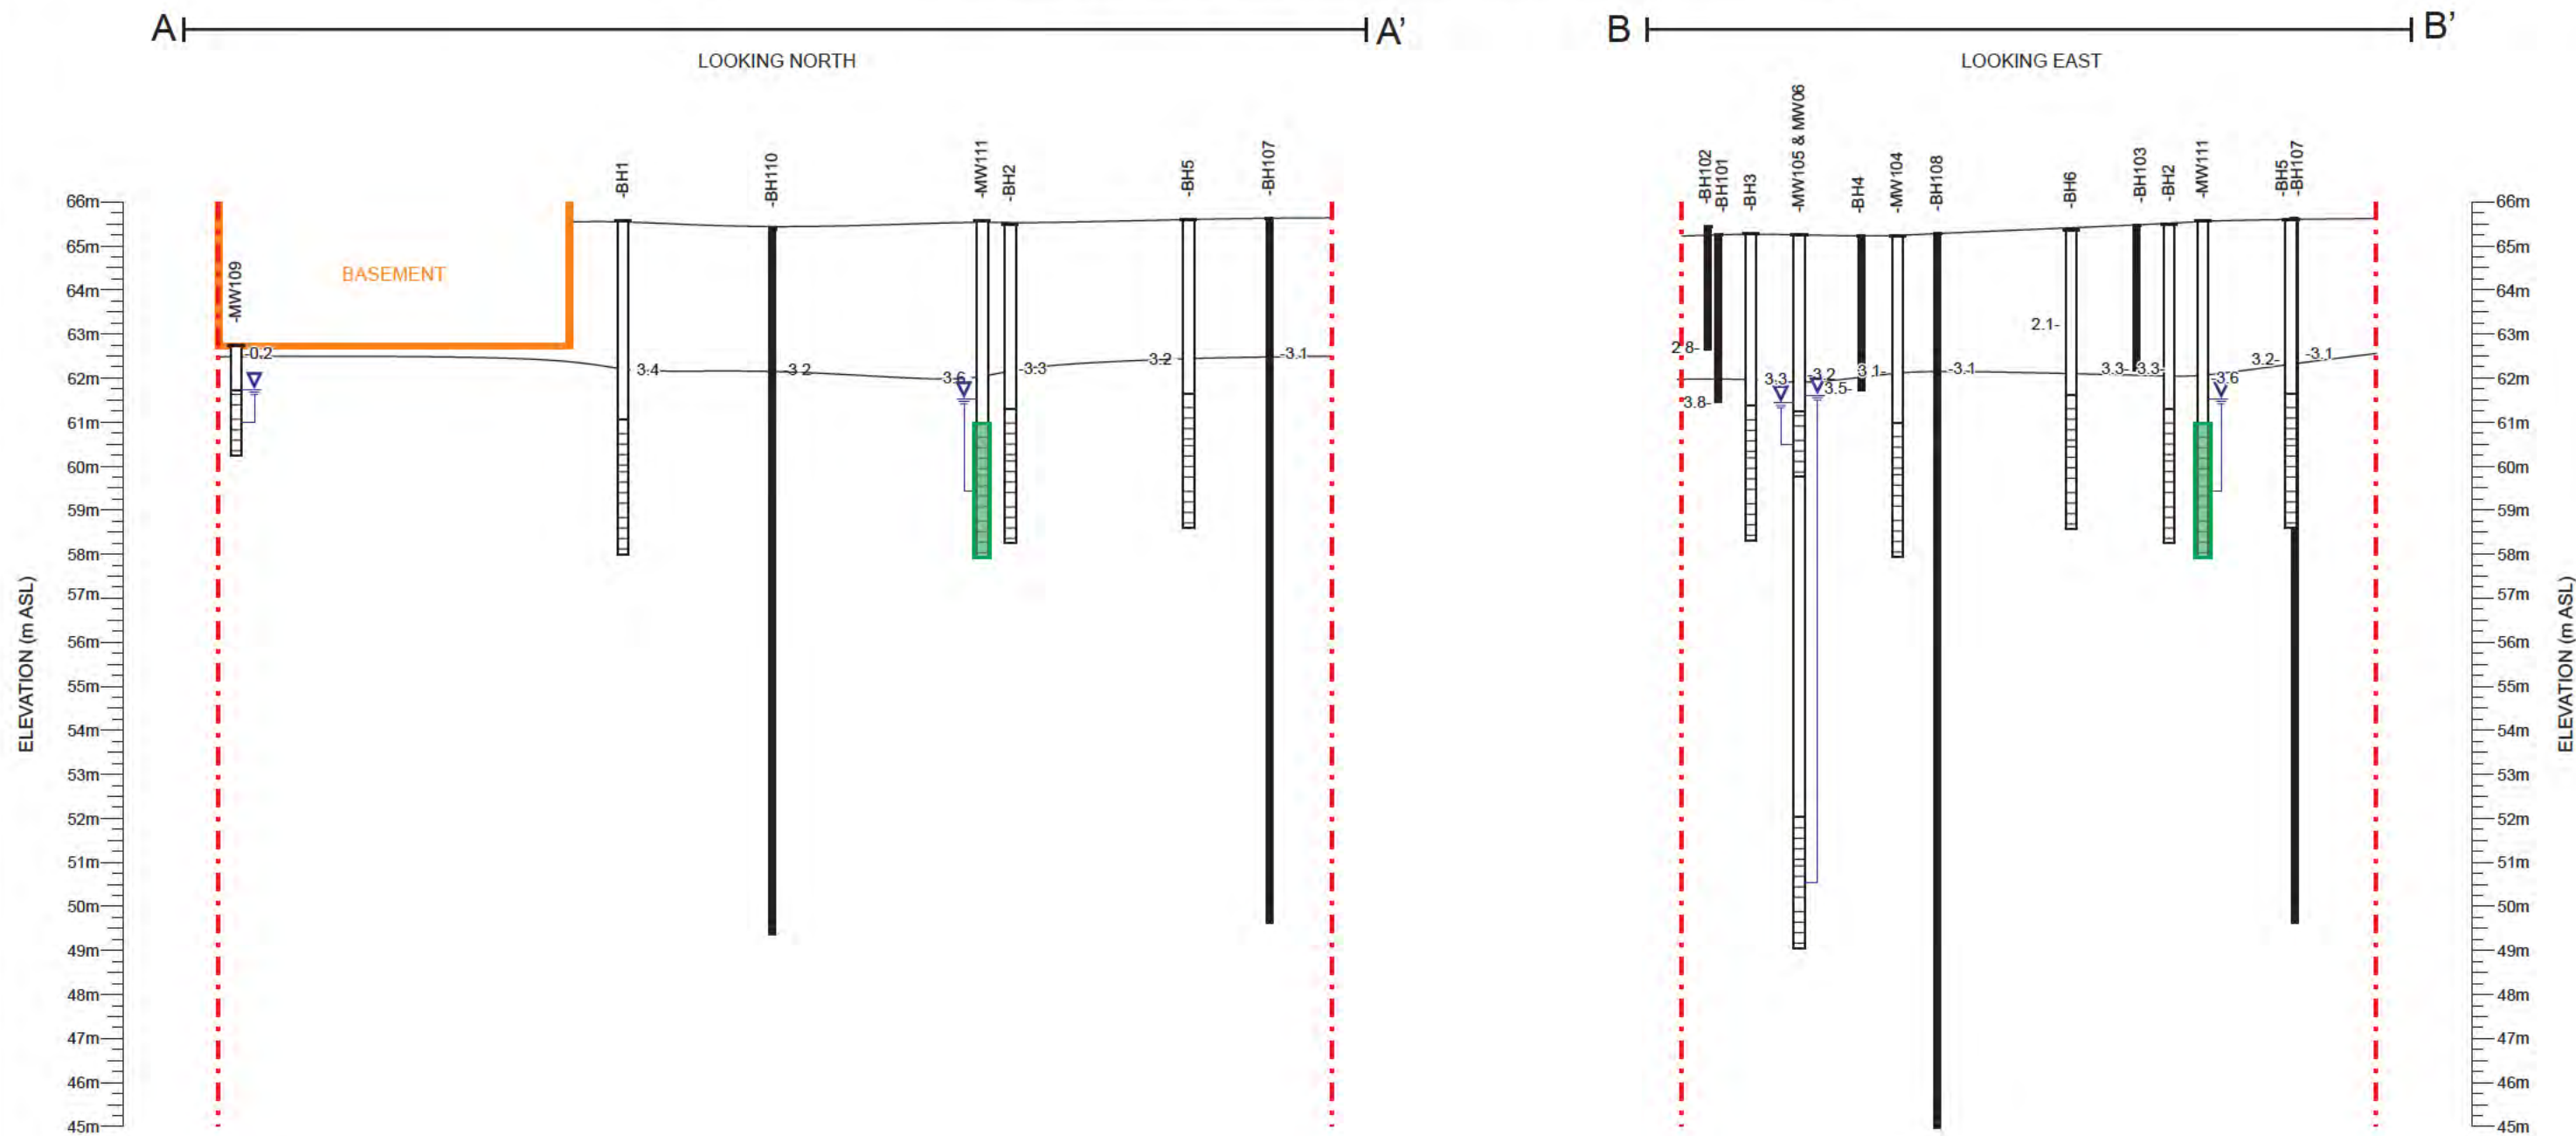 A
A'
LOOKING NORTH
B
B'
LOOKING EAST
-BH1
-BH110
-MW111
-BH2
-BH5
-BH107
-MW109
BASEMENT
-BH102
-BH101
-BH3
-MW105 & MW06
-BH4
-MW104
-BH108
-BH6
-BH103
-BH2
-MW111
-BH5
-BH107
-0.2
3.4
3.2
3.6
-3.3
3.2
-3.1
2.8-
3.8-
3.3
-3.2
3.5-
3.1-
-3.1
2.1-
3.3-
3.3-
-3.6
3.2-
-3.1
ELEVATION (m ASL)
66m
65m
64m
63m
62m
61m
60m
59m
58m
57m
56m
55m
54m
53m
52m
51m
50m
49m
48m
47m
46m
45m
66m
65m
64m
63m
62m
61m
60m
59m
58m
57m
56m
55m
54m
53m
52m
51m
50m
49m
48m
47m
46m
45m
ELEVATION (m ASL)